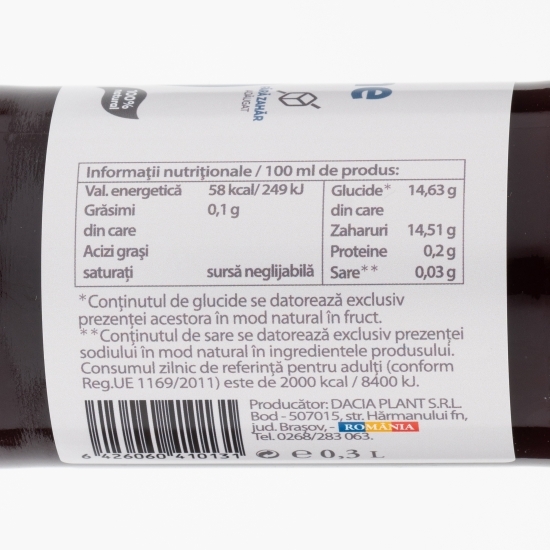 100%
natural
ZAHĂR
ne
Informații nutriționale / 100 ml de produs:
Val. energetică 58 kcal/ 249 kJ Glucide* 14,63 g
Grăsimi 0,1 g din care
din care Zaharuri 14,51 g
Acizi grași Proteine 0,2 g
saturați sursă neglijabilă Sare** 0,03 g
*Conținutul de glucide se datorează exclusiv
prezenței acestora în mod natural în fruct.
**Conținutul de sare se datorează exclusiv prezenței
sodiului în mod natural în ingredientele produsului.
Consumul zilnic de referință pentru adulți (conform
Reg.UE 1169/2011) este de 2000 kcal / 8400 kJ.
Producător: DACIA PLANT S.R.L.
Bod - 507015, str. Hărmanului fn,
jud. Brașov, - ROMÂNIA
Tel. 0268/283 063.
6 426060 410131 e 0,3 L